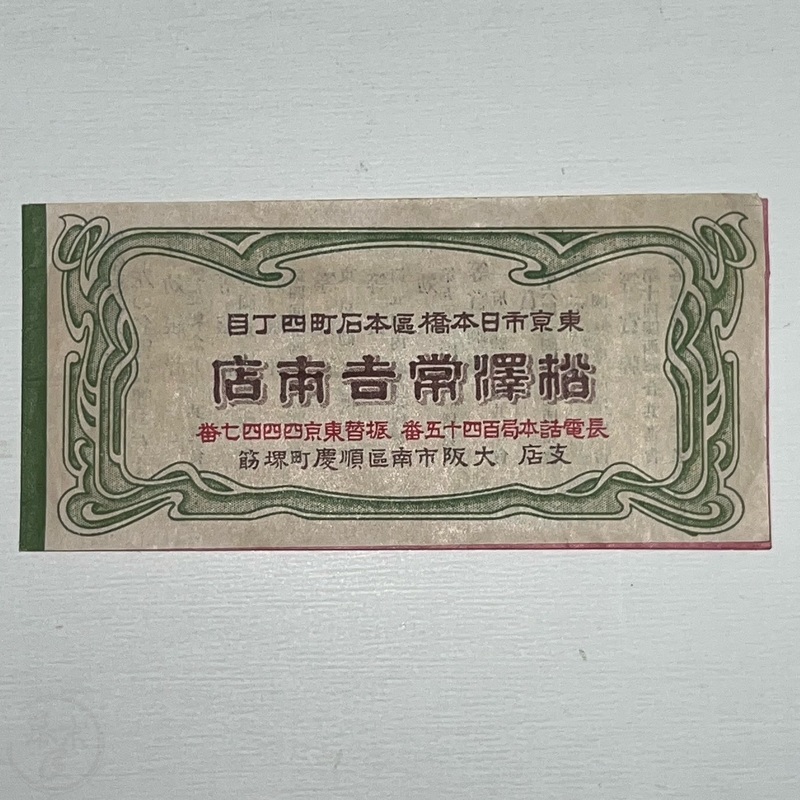 東京市日本橋區本石町四丁目
澤常吉商店
長電話本局百四十五番 振替東京四四四七番
支店 大阪市南區順慶町堺筋